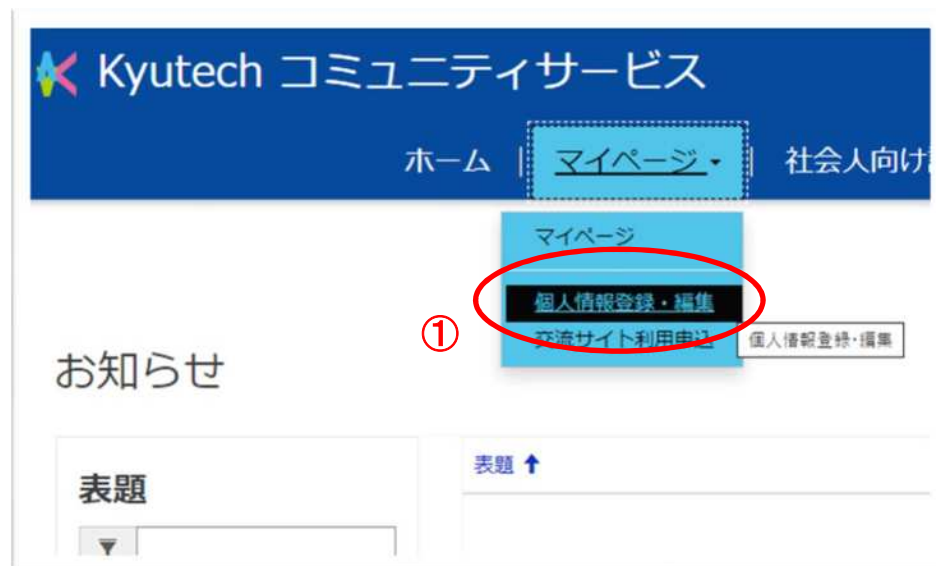 Kyutech コミュニティサービス
ホーム | マイページ | 社会人向け
マイページ
個人情報登録・編集
①
交流サイト利用申込
個人情報登録・編集
お知らせ
表題
表題 ↑